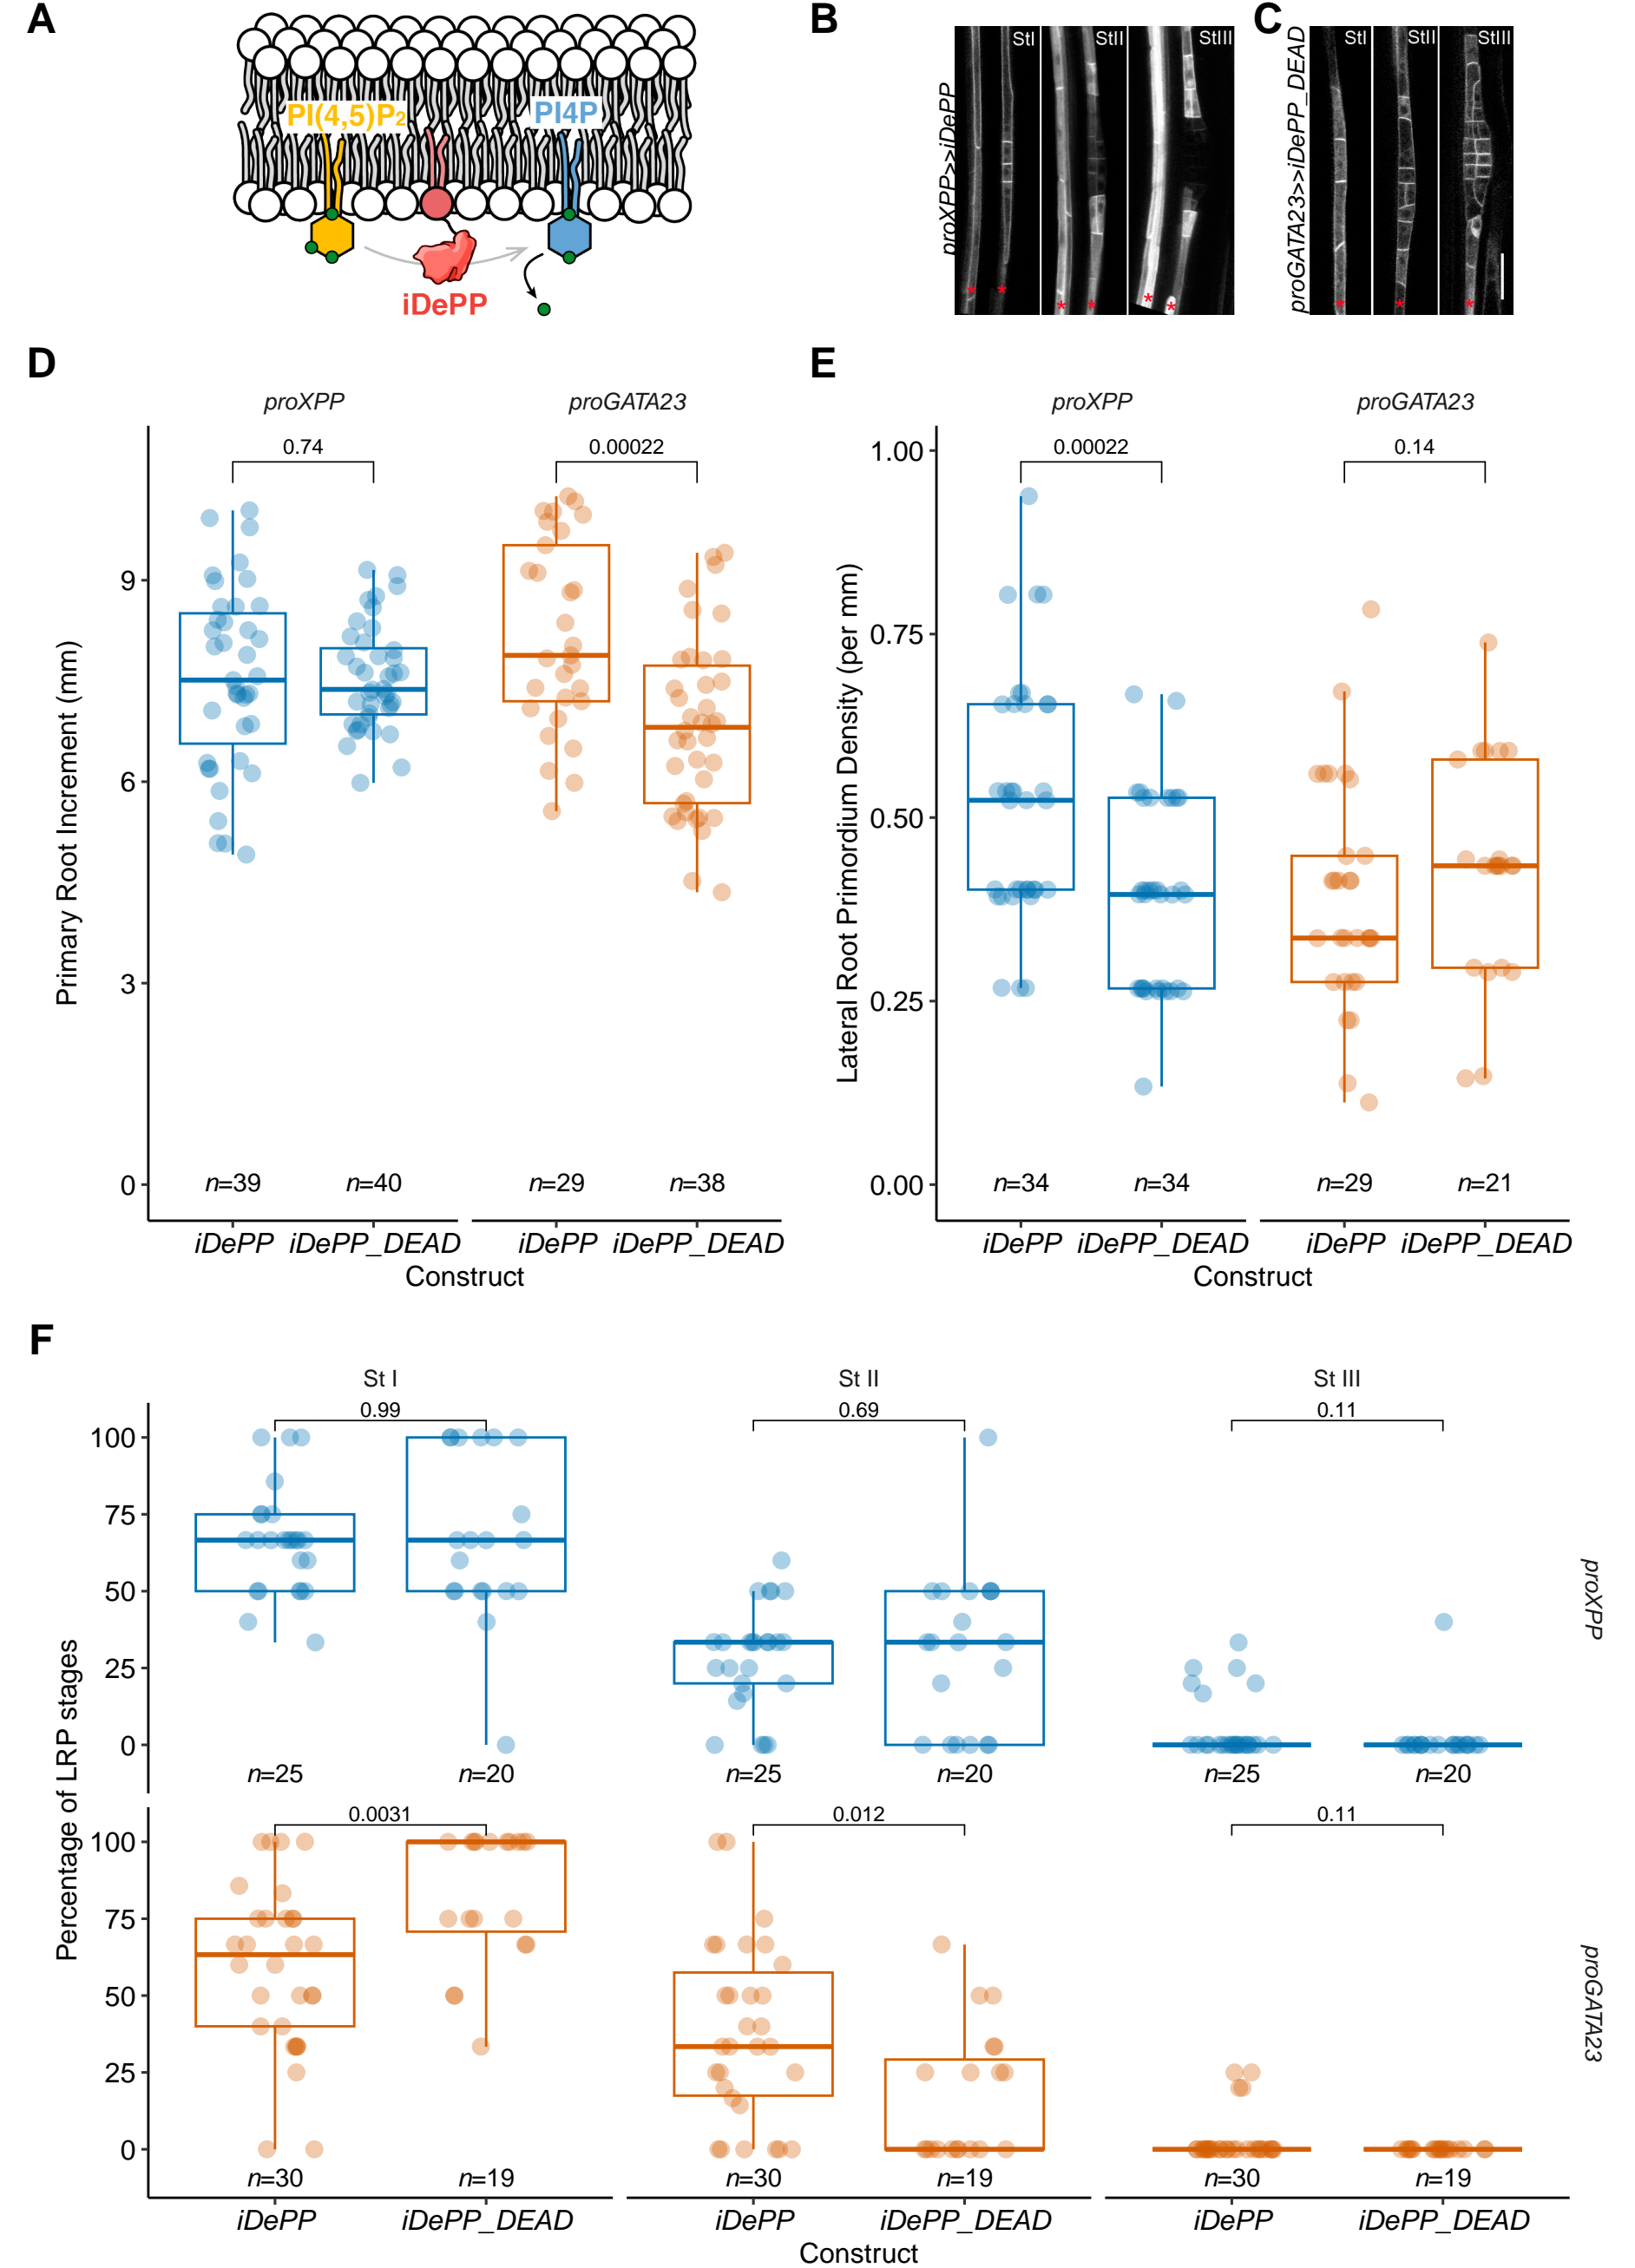 A
PI(4,5)P2
PI4P
iDePP
B
proXPP>>iDePP
StI
StII
StIII
*
*
*
*
*
*
C
proGATA23>>iDePP_DEAD
StI
StII
StIII
*
*
*
D
proXPP
proGATA23
0.74
0.00022
Primary Root Increment (mm)
9
6
3
0
n=39
n=40
n=29
n=38
iDePP
iDePP_DEAD
iDePP
iDePP_DEAD
Construct
E
proXPP
proGATA23
0.00022
0.14
Lateral Root Primordium Density (per mm)
1.00
0.75
0.50
0.25
0.00
n=34
n=34
n=29
n=21
iDePP
iDePP_DEAD
iDePP
iDePP_DEAD
Construct
F
St I
St II
St III
Percentage of LRP stages
0.99
0.69
0.11
100
75
50
25
0
n=25
n=20
n=25
n=20
n=25
n=20
proXPP
0.0031
0.012
0.11
100
75
50
25
0
n=30
n=19
n=30
n=19
n=30
n=19
proGATA23
iDePP
iDePP_DEAD
iDePP
iDePP_DEAD
iDePP
iDePP_DEAD
Construct